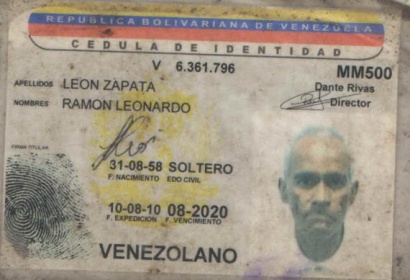 REPUBLICA BOLIVARIANA DE VENEZUELA
CEDULA DE IDENTIDAD
V 6.361.796
MM500
APELLIDOS LEON ZAPATA
Dante Rivas
NOMBRES RAMON LEONARDO
Director
FIRMA TITULAR
31-08-58 SOLTERO
F. NACIMIENTO EDO CIVIL
10-08-10 08-2020
F. EXPEDICION F. VENCIMIENTO
VENEZOLANO